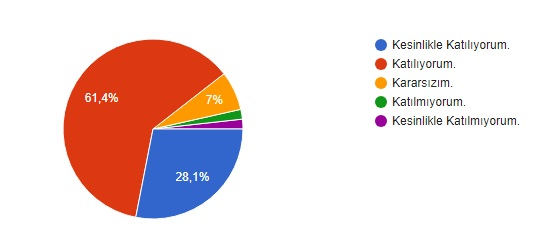 Kesinlikle Katılıyorum.
Katılıyorum.
Kararsızım.
Katılmıyorum.
Kesinlikle Katılmıyorum.
61,4%
7%
28,1%